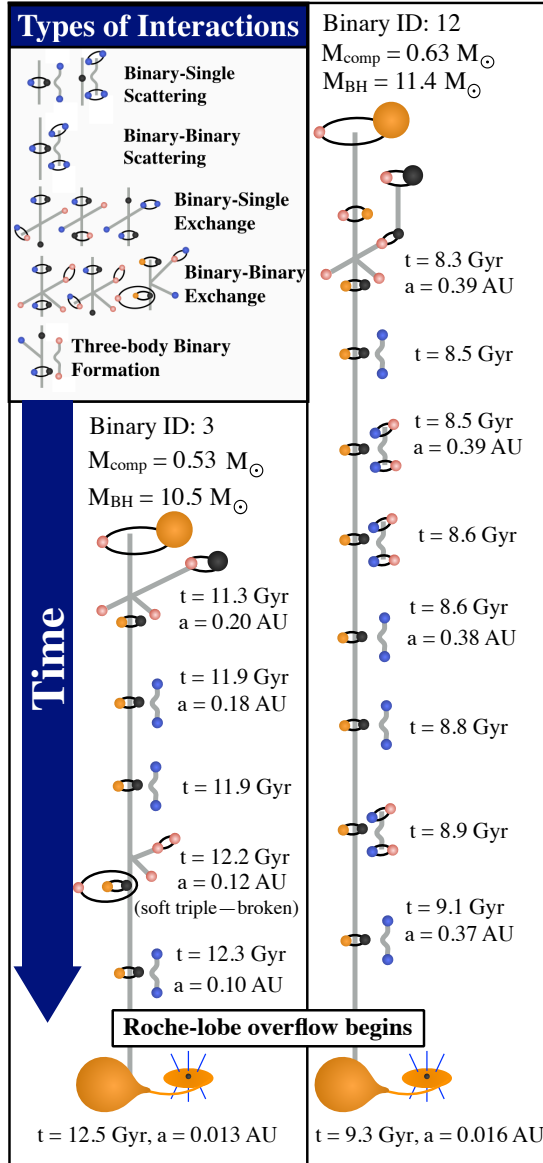 Types of Interactions
Binary-Single
Scattering
Binary-Binary
Scattering
Binary-Single
Exchange
Binary-Binary
Exchange
Three-body Binary
Formation
Time
Binary ID: 3
M_comp = 0.53 M_⊙
M_BH = 10.5 M_⊙
t = 11.3 Gyr
a = 0.20 AU
t = 11.9 Gyr
a = 0.18 AU
t = 11.9 Gyr
t = 12.2 Gyr
a = 0.12 AU
(soft triple—broken)
t = 12.3 Gyr
a = 0.10 AU
Binary ID: 12
M_comp = 0.63 M_⊙
M_BH = 11.4 M_⊙
t = 8.3 Gyr
a = 0.39 AU
t = 8.5 Gyr
t = 8.5 Gyr
a = 0.39 AU
t = 8.6 Gyr
t = 8.6 Gyr
a = 0.38 AU
t = 8.8 Gyr
t = 8.9 Gyr
t = 9.1 Gyr
a = 0.37 AU
Roche-lobe overflow begins
t = 12.5 Gyr, a = 0.013 AU
t = 9.3 Gyr, a = 0.016 AU